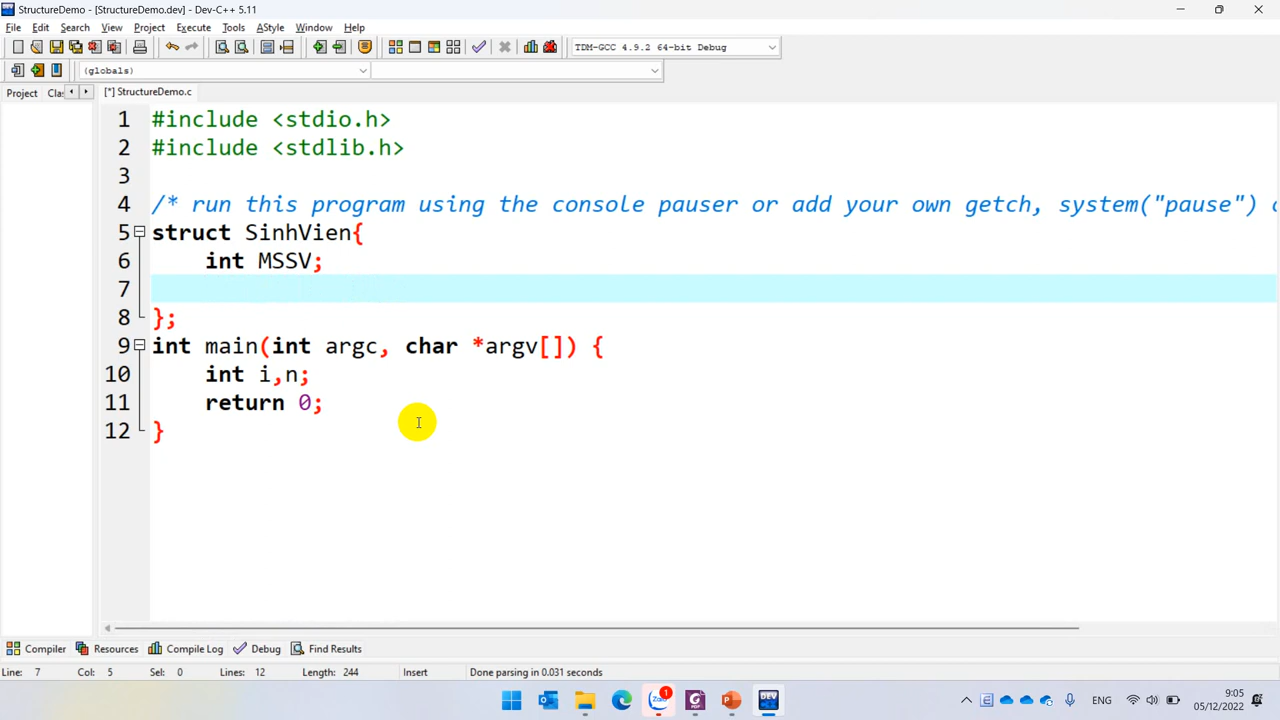 StructureDemo - [StructureDemo.dev] - Dev-C++ 5.11
File Edit Search View Project Execute Tools AStyle Window Help
TDM-GCC 4.9.2 64-bit Debug
(globals)
Project Clas [*] StructureDemo.c
1 #include <stdio.h>
2 #include <stdlib.h>
3
4 /* run this program using the console pauser or add your own getch, system("pause") o
5 struct SinhVien{
6 int MSSV;
7
8 };
9 int main(int argc, char *argv[]) {
10 int i,n;
11 return 0;
12 }
Compiler Resources Compile Log Debug Find Results
Line: 7 Col: 5 Sel: 0 Lines: 12 Length: 244 Insert Done parsing in 0.031 seconds
Zalo 1 PDF DEV ENG 9:05
05/12/2022